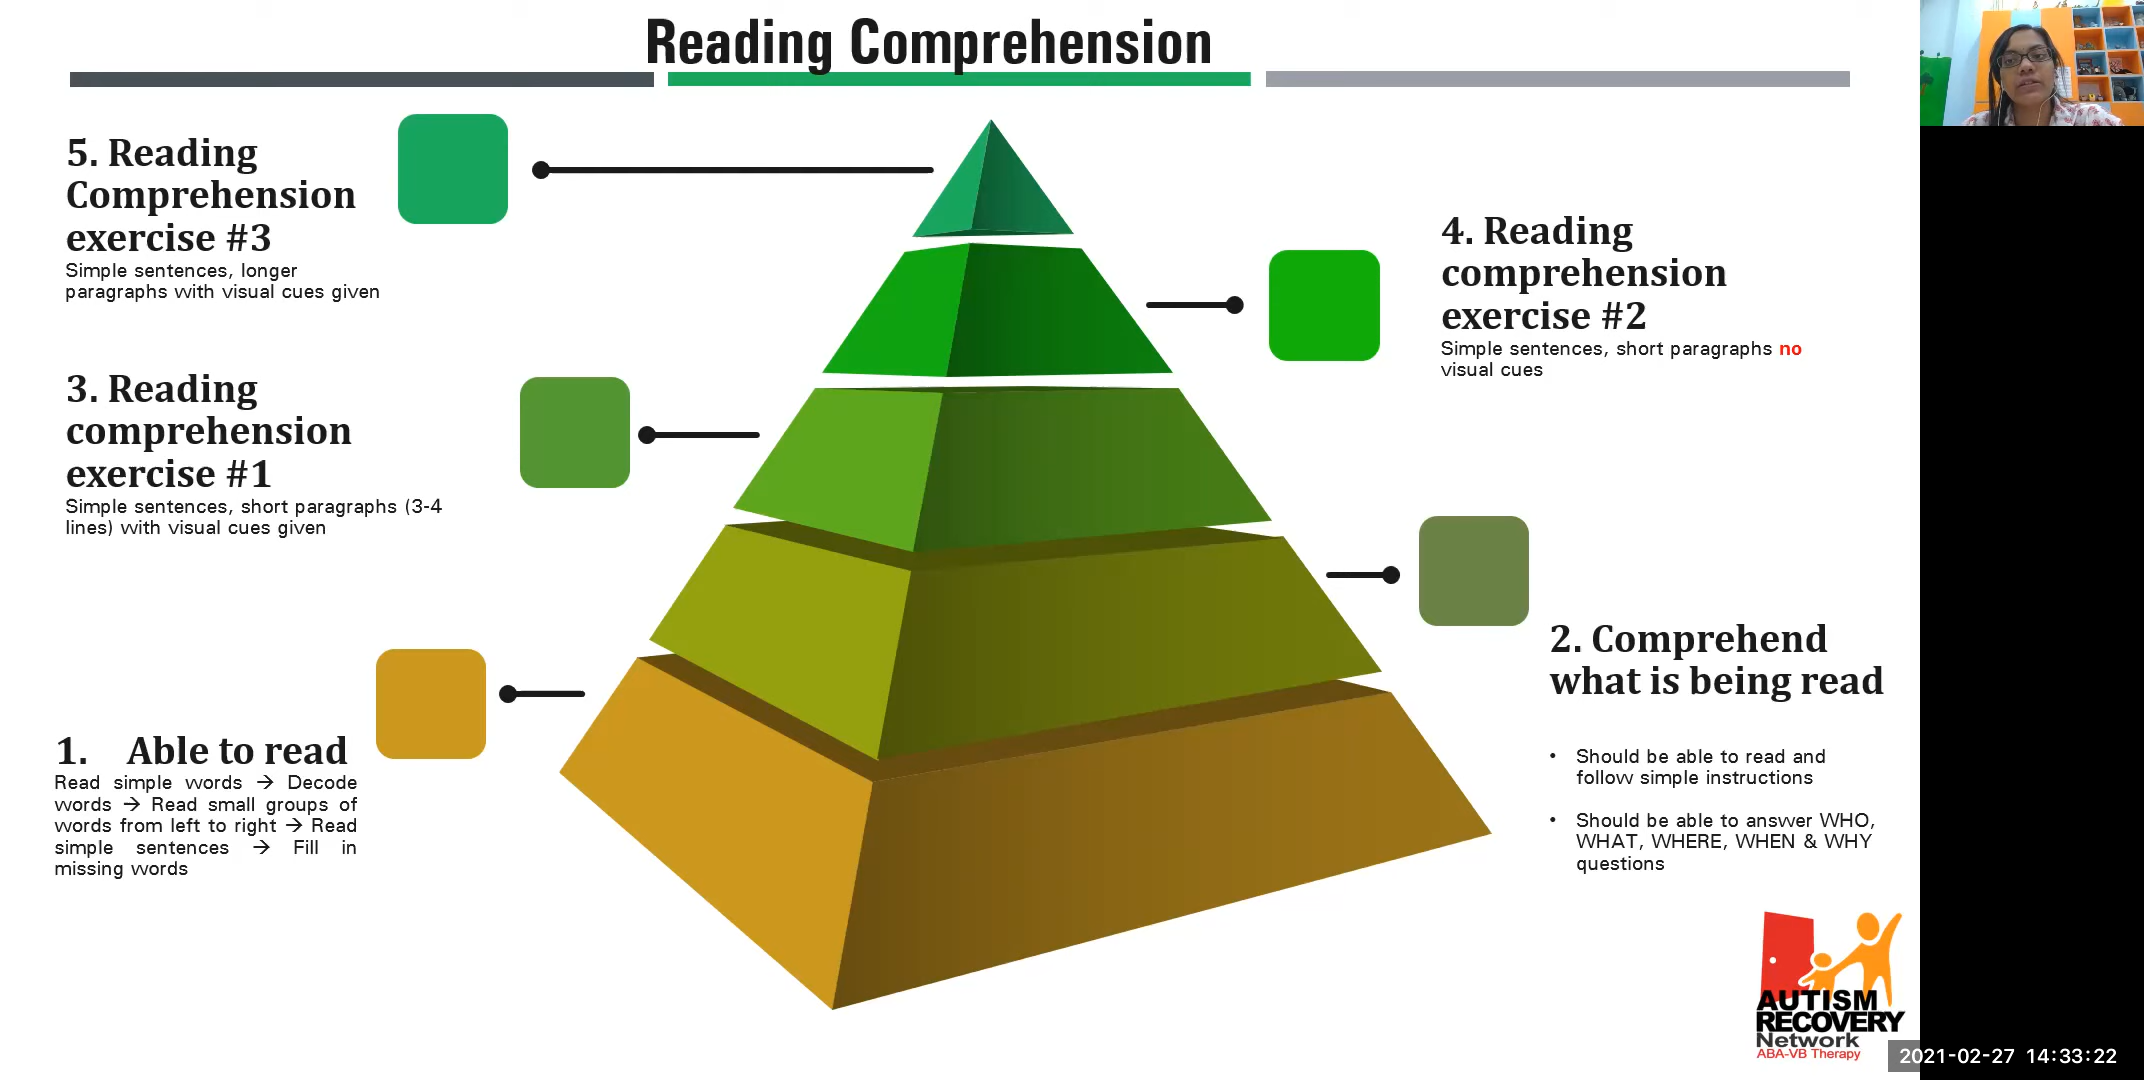 Reading Comprehension
5. Reading
Comprehension
exercise #3
Simple sentences, longer
paragraphs with visual cues given
4. Reading
comprehension
exercise #2
Simple sentences, short paragraphs no
visual cues
3. Reading
comprehension
exercise #1
Simple sentences, short paragraphs (3-4
lines) with visual cues given
2. Comprehend
what is being read
• Should be able to read and
follow simple instructions
• Should be able to answer WHO,
WHAT, WHERE, WHEN & WHY
questions
1. Able to read
Read simple words → Decode
words → Read small groups of
words from left to right → Read
simple sentences → Fill in
missing words
AUTISM
RECOVERY
Network
ABA-VB Therapy
2021-02-27 14:33:22